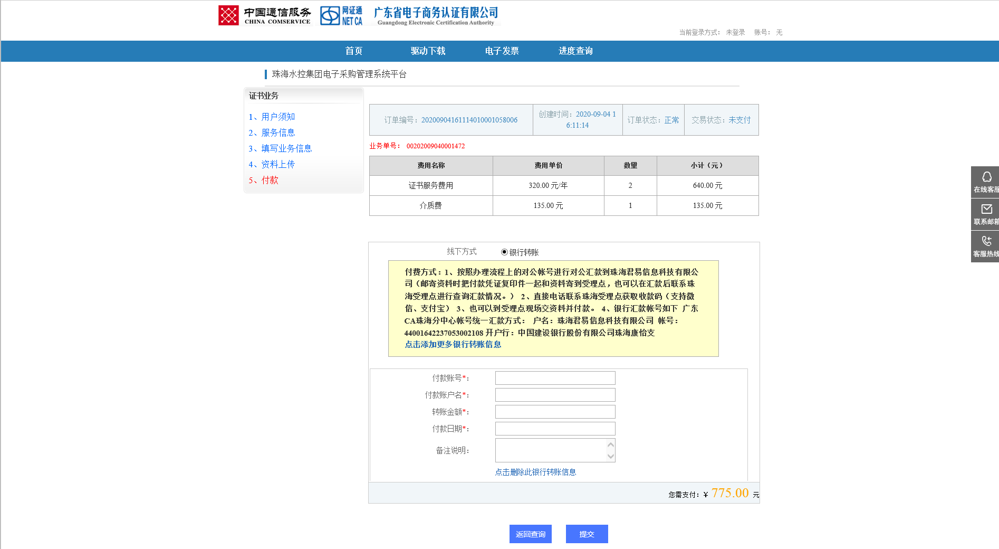 中国通信服务
CHINA COMSERVICE
网证通
NETCA
广东省电子商务认证有限公司
Guangdong Electronic Certification Authority
当前登录方式： 未登录 账号： 无
首页 驱动下载 电子发票 进度查询
珠海水控集团电子采购管理系统平台
证书业务
1、用户须知
2、服务信息
3、填写业务信息
4、资料上传
5、付款
订单编号：20200904161114010001058006
创建时间：2020-09-04 1
6:11:14
订单状态：正常
交易状态：未支付
业务单号： 00202009040001472
费用名称 费用单价 数量 小计（元）
证书服务费用 320.00 元/年 2 640.00 元
介质费 135.00 元 1 135.00 元
线下方式 银行转账
付费方式：1、按照办理流程上的对公帐号进行对公汇款到珠海君易信息科技有限公
司（邮寄资料时把付款凭证复印件一起和资料寄到受理点，也可以在汇款后联系珠
海受理点进行查询汇款情况。） 2、直接电话联系珠海受理点获取收款码（支持微
信、支付宝） 3、也可以到受理点现场交资料并付款。 4、银行汇款帐号如下 广东
CA珠海分中心帐号统一汇款方式： 户名：珠海君易信息科技有限公司 帐号：
44001642237053002108 开户行：中国建设银行股份有限公司珠海康怡支
点击添加更多银行转账信息
付款账号*：
付款账户名*：
转账金额*：
付款日期*：
备注说明：
点击删除此银行转账信息
您需支付：￥ 775.00 元
返回查询 提交
在线客服
联系邮箱
客服热线